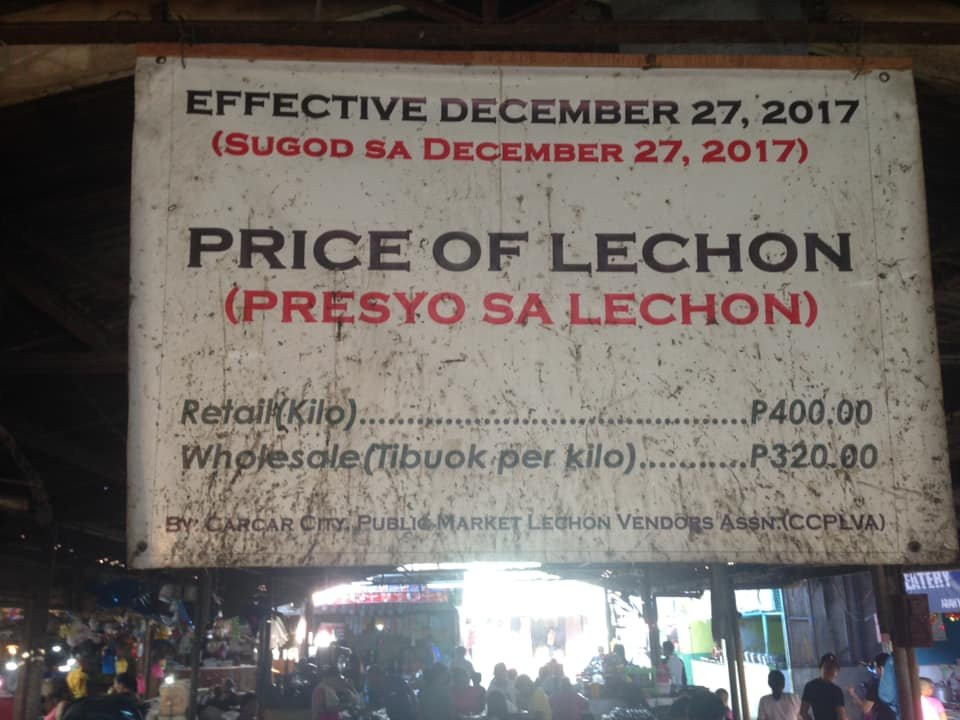 EFFECTIVE DECEMBER 27, 2017
(SUGOD SA DECEMBER 27, 2017)
PRICE OF LECHON
(PRESYO SA LECHON)
Retail(Kilo)........................................P400.00
Wholesale(Tibuok per kilo)...........P320.00
BY: CARCAR CITY, PUBLIC MARKET LECHON VENDORS ASSN.(CCPLVA)
EATERY